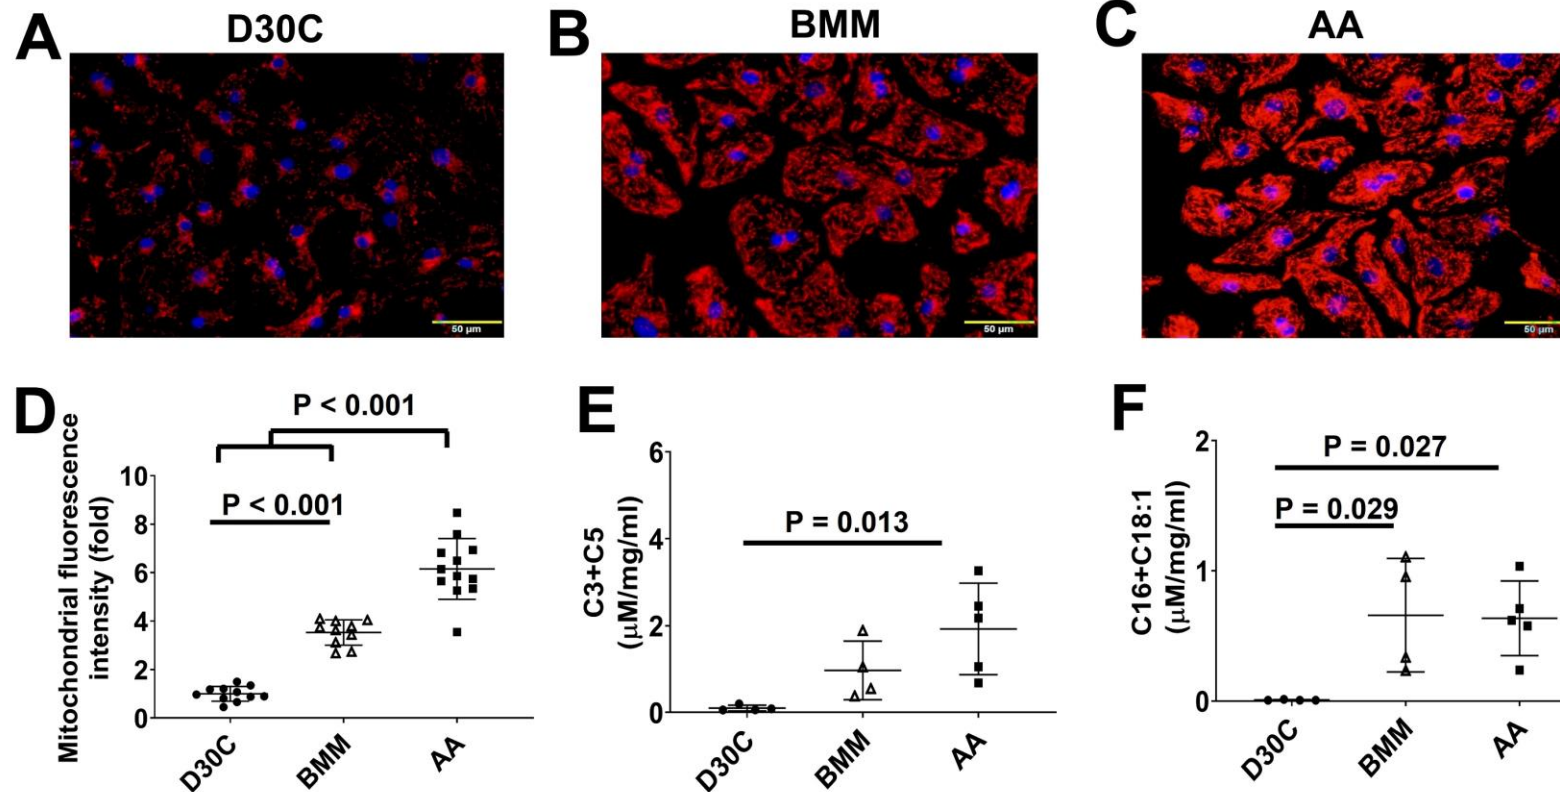 A
D30C
B
BMM
C
AA
50 µm
50 µm
50 µm
D
Mitochondrial fluorescence
intensity (fold)
P < 0.001
P < 0.001
10
8
6
4
2
0
D30C
BMM
AA
E
C3+C5
(µM/mg/ml)
P = 0.013
6
4
2
0
D30C
BMM
AA
F
C16+C18:1
(µM/mg/ml)
P = 0.027
P = 0.029
2
1
0
D30C
BMM
AA